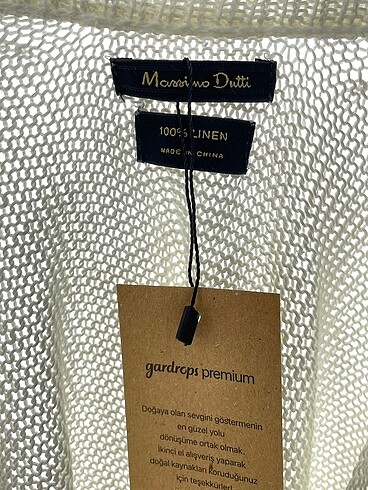 Massimo Dutti
100% LINEN
MADE IN CHINA
gardrops premium
Doğaya olan sevgini göstermenin
en güzel yolu
dönüşüme ortak olmak.
İkinci el alışveriş yaparak
doğal kaynakları koruduğunuz
için teşekkürler!